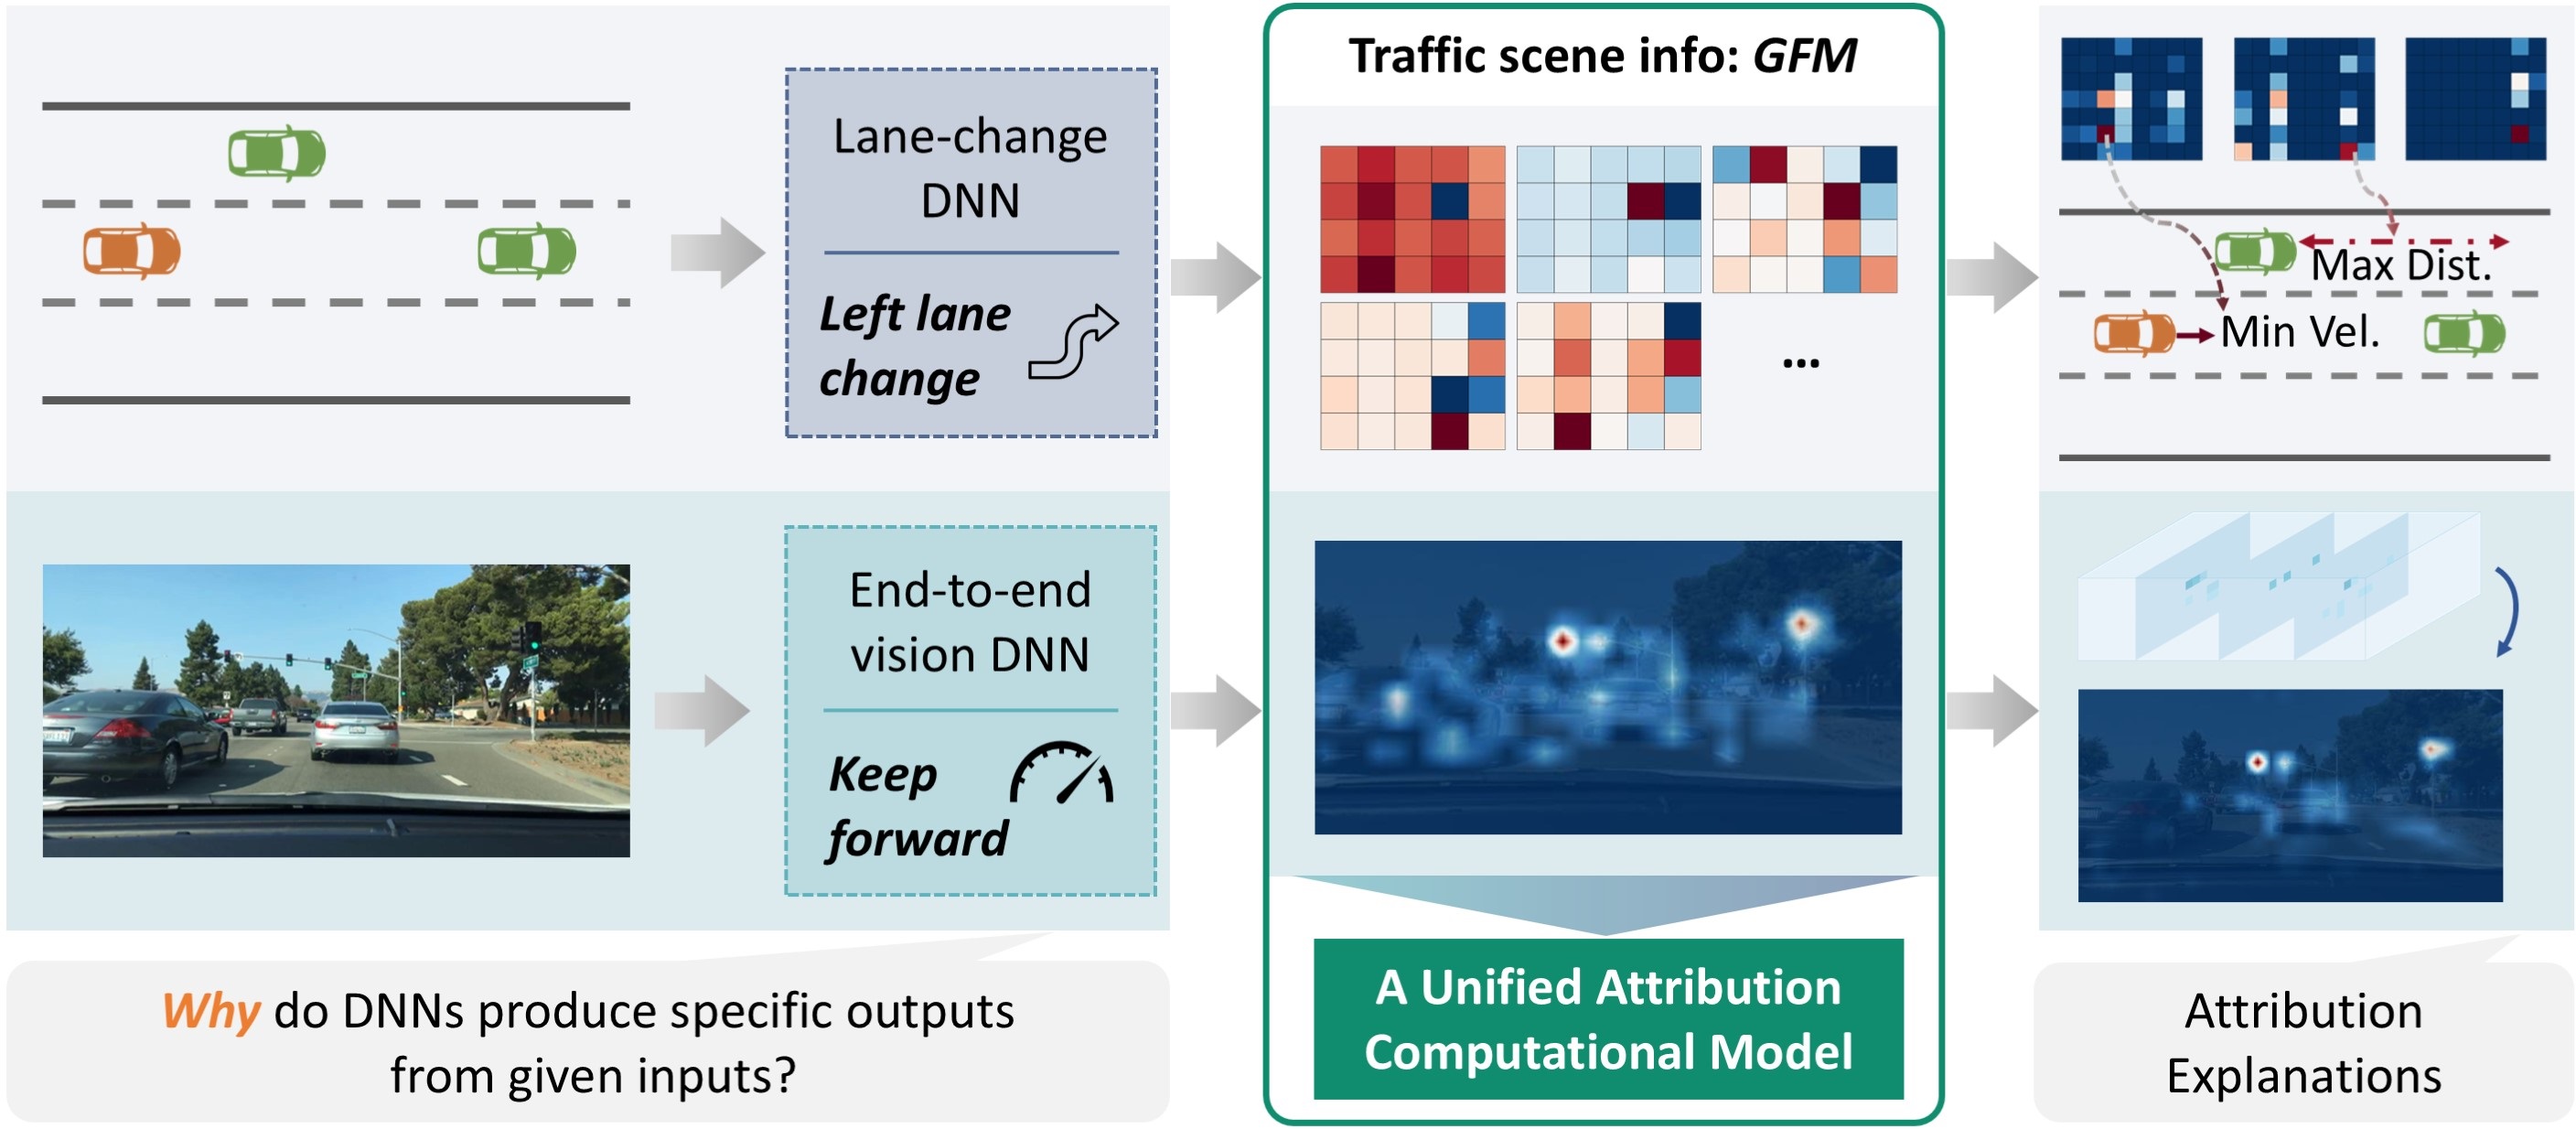 Lane-change
DNN
Left lane
change
End-to-end
vision DNN
Keep
forward
Why do DNNs produce specific outputs
from given inputs?
Traffic scene info: GFM
...
A Unified Attribution
Computational Model
Max Dist.
Min Vel.
Attribution
Explanations